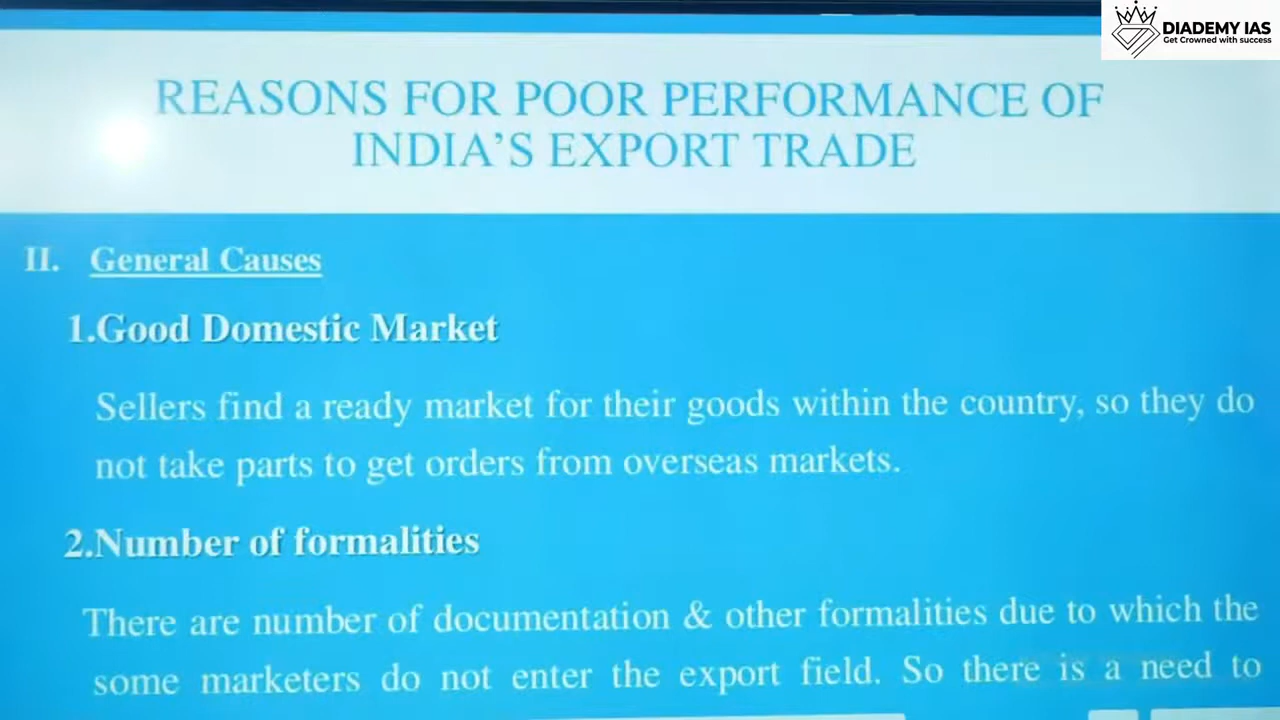 DIADEMY IAS
Get Crowned with success
REASONS FOR POOR PERFORMANCE OF
INDIA'S EXPORT TRADE
II. General Causes
1.Good Domestic Market
Sellers find a ready market for their goods within the country, so they do
not take parts to get orders from overseas markets.
2.Number of formalities
There are number of documentation & other formalities due to which the
some marketers do not enter the export field. So there is a need to